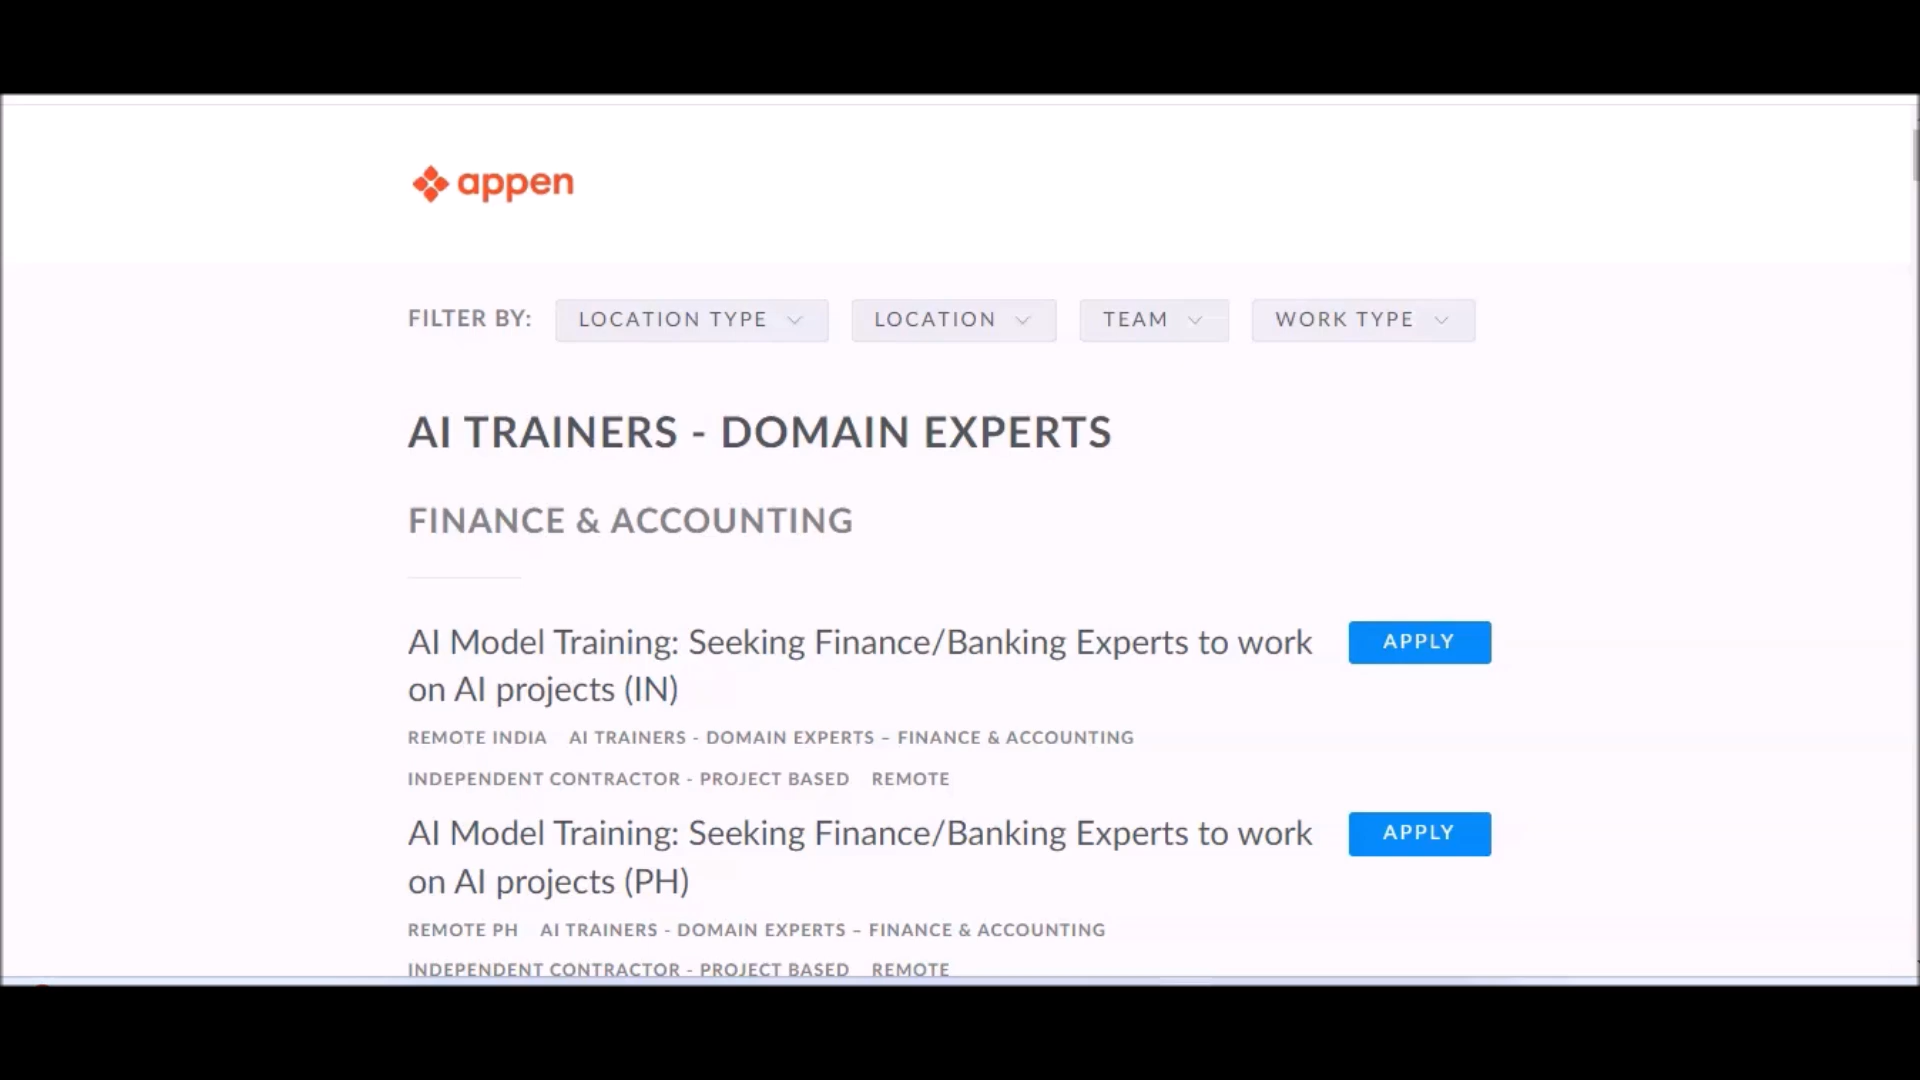 appen
FILTER BY: LOCATION TYPE LOCATION TEAM WORK TYPE
AI TRAINERS - DOMAIN EXPERTS
FINANCE & ACCOUNTING
AI Model Training: Seeking Finance/Banking Experts to work APPLY
on AI projects (IN)
REMOTE INDIA AI TRAINERS - DOMAIN EXPERTS – FINANCE & ACCOUNTING
INDEPENDENT CONTRACTOR - PROJECT BASED REMOTE
AI Model Training: Seeking Finance/Banking Experts to work APPLY
on AI projects (PH)
REMOTE PH AI TRAINERS - DOMAIN EXPERTS – FINANCE & ACCOUNTING
INDEPENDENT CONTRACTOR - PROJECT BASED REMOTE